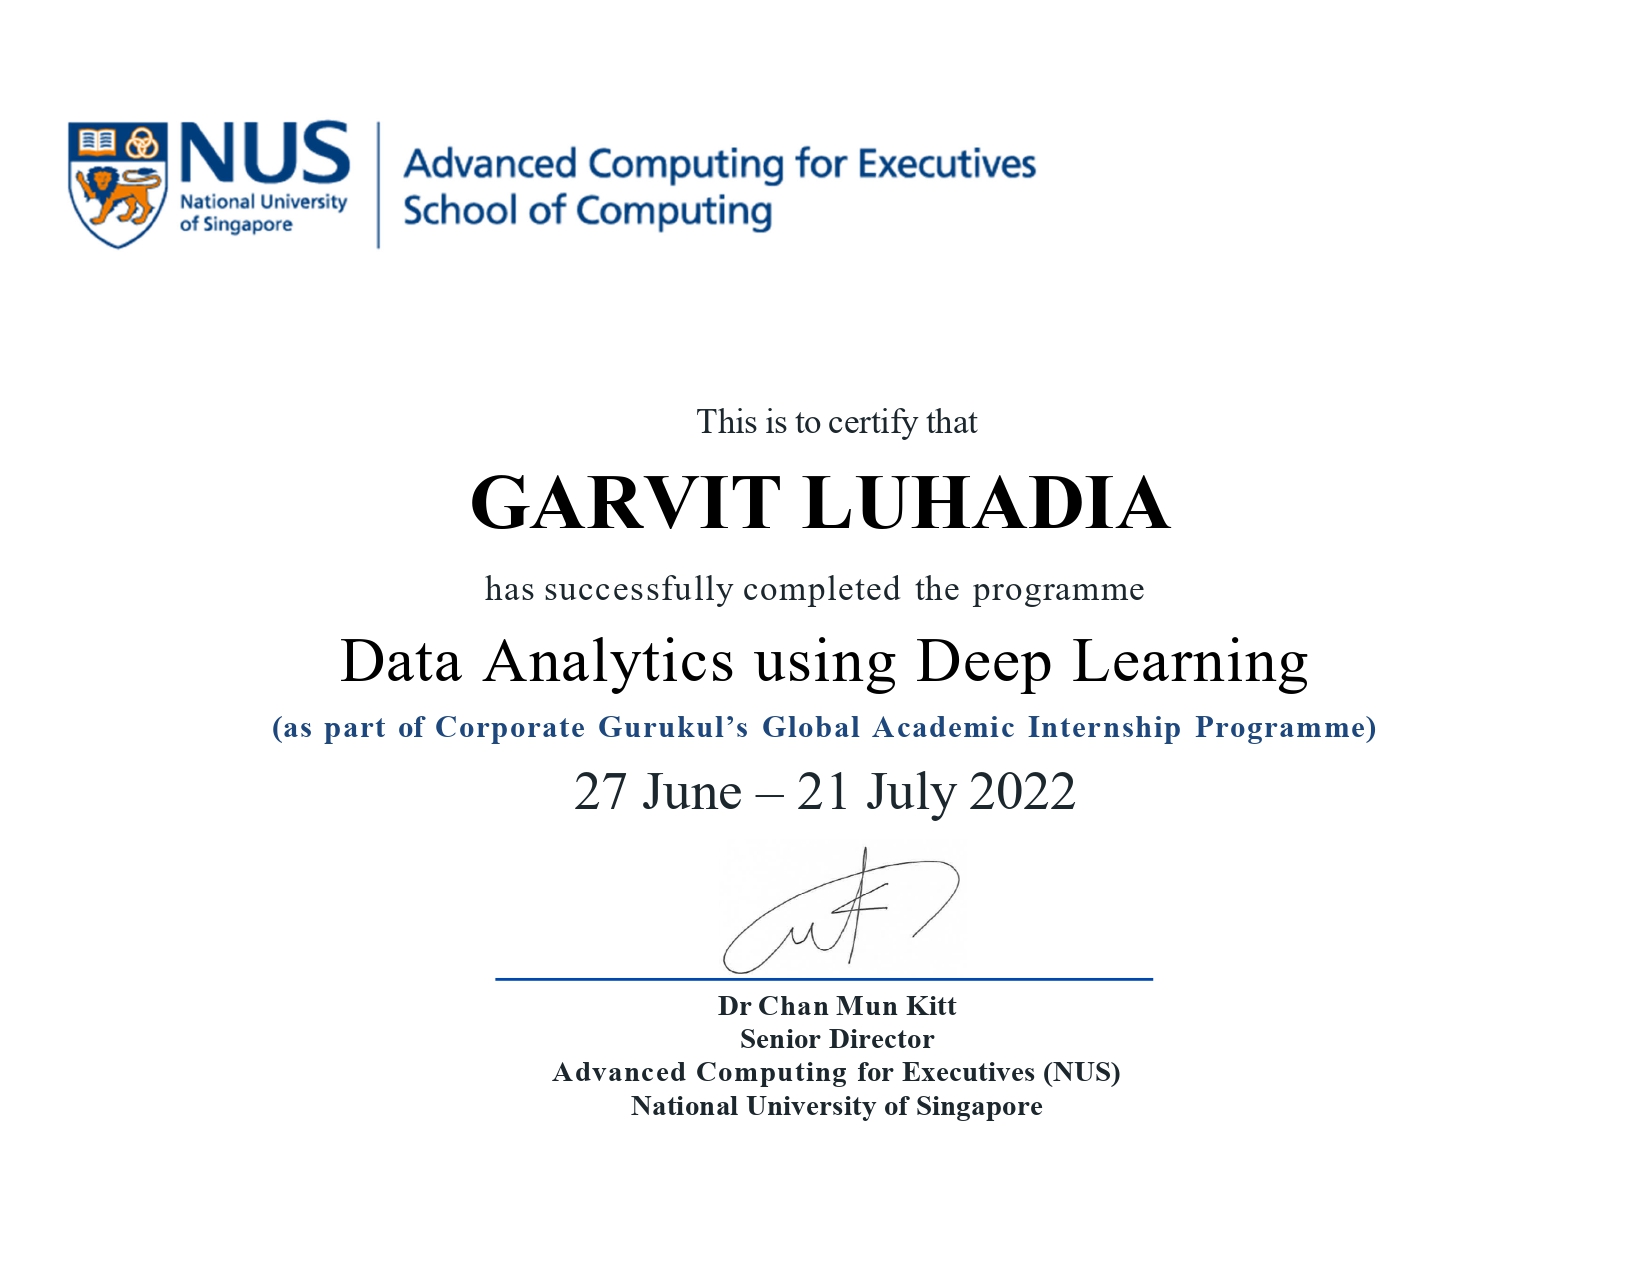 NUS
National University
of Singapore
Advanced Computing for Executives
School of Computing
This is to certify that
GARVIT LUHADIA
has successfully completed the programme
Data Analytics using Deep Learning
(as part of Corporate Gurukul’s Global Academic Internship Programme)
27 June – 21 July 2022
Dr Chan Mun Kitt
Senior Director
Advanced Computing for Executives (NUS)
National University of Singapore